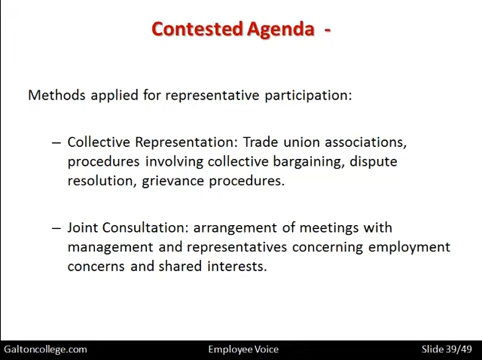 Contested Agenda -
Methods applied for representative participation:
– Collective Representation: Trade union associations,
procedures involving collective bargaining, dispute
resolution, grievance procedures.
– Joint Consultation: arrangement of meetings with
management and representatives concerning employment
concerns and shared interests.
Galtoncollege.com Employee Voice Slide 39/49